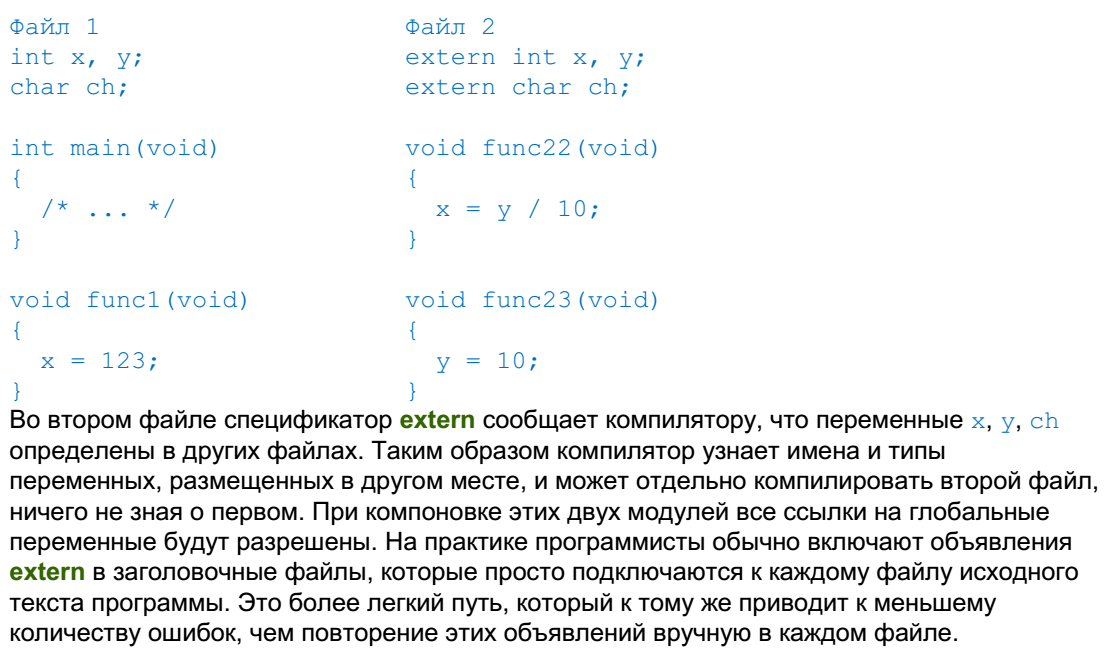 Файл 1 Файл 2
int x, y; extern int x, y;
char ch; extern char ch;
int main(void) void func22(void)
{ {
/* ... */ x = y / 10;
} }
void func1(void) void func23(void)
{ {
x = 123; y = 10;
} }
Во втором файле спецификатор extern сообщает компилятору, что переменные x, y, ch
определены в других файлах. Таким образом компилятор узнает имена и типы
переменных, размещенных в другом месте, и может отдельно компилировать второй файл,
ничего не зная о первом. При компоновке этих двух модулей все ссылки на глобальные
переменные будут разрешены. На практике программисты обычно включают объявления
extern в заголовочные файлы, которые просто подключаются к каждому файлу исходного
текста программы. Это более легкий путь, который к тому же приводит к меньшему
количеству ошибок, чем повторение этих объявлений вручную в каждом файле.